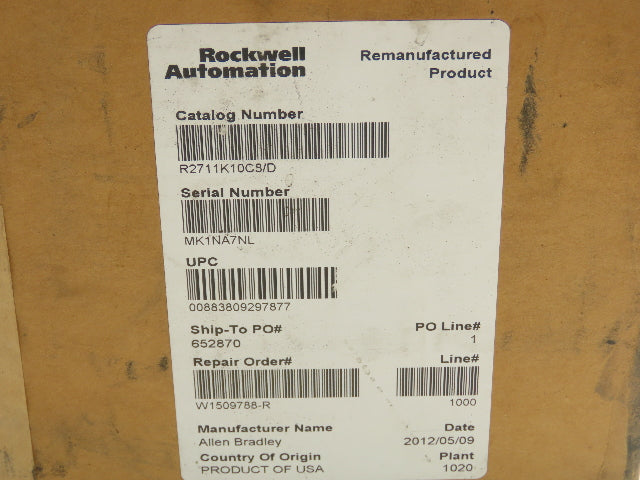 Rockwell Automation
Remanufactured Product
Catalog Number
R2711K10C8/D
Serial Number
MK1NA7NL
UPC
00883809297877
Ship-To PO# PO Line#
652870 1
Repair Order# Line#
W1509788-R 1000
Manufacturer Name Date
Allen Bradley 2012/05/09
Country Of Origin Plant
PRODUCT OF USA 1020